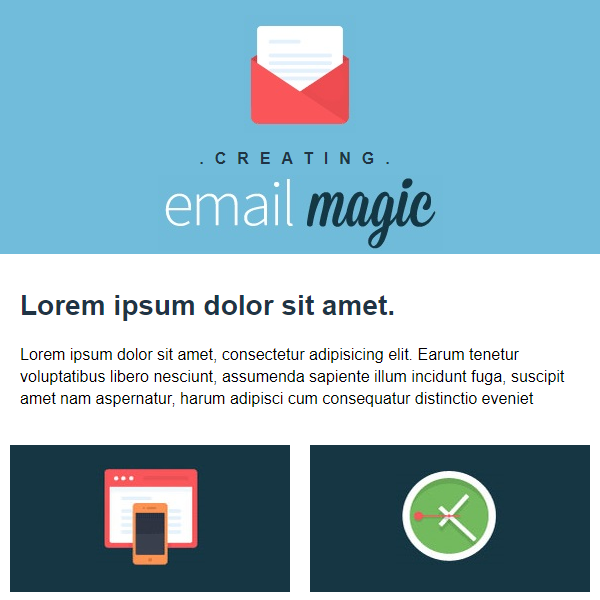 . C R E A T I N G .
email magic
Lorem ipsum dolor sit amet.
Lorem ipsum dolor sit amet, consectetur adipisicing elit. Earum tenetur
voluptatibus libero nesciunt, assumenda sapiente illum incidunt fuga, suscipit
amet nam aspernatur, harum adipisci cum consequatur distinctio eveniet